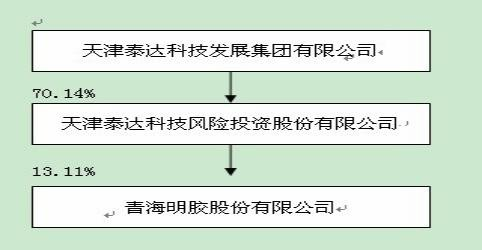 天津泰达科技发展集团有限公司
70.14%
天津泰达科技风险投资股份有限公司
13.11%
青海明胶股份有限公司